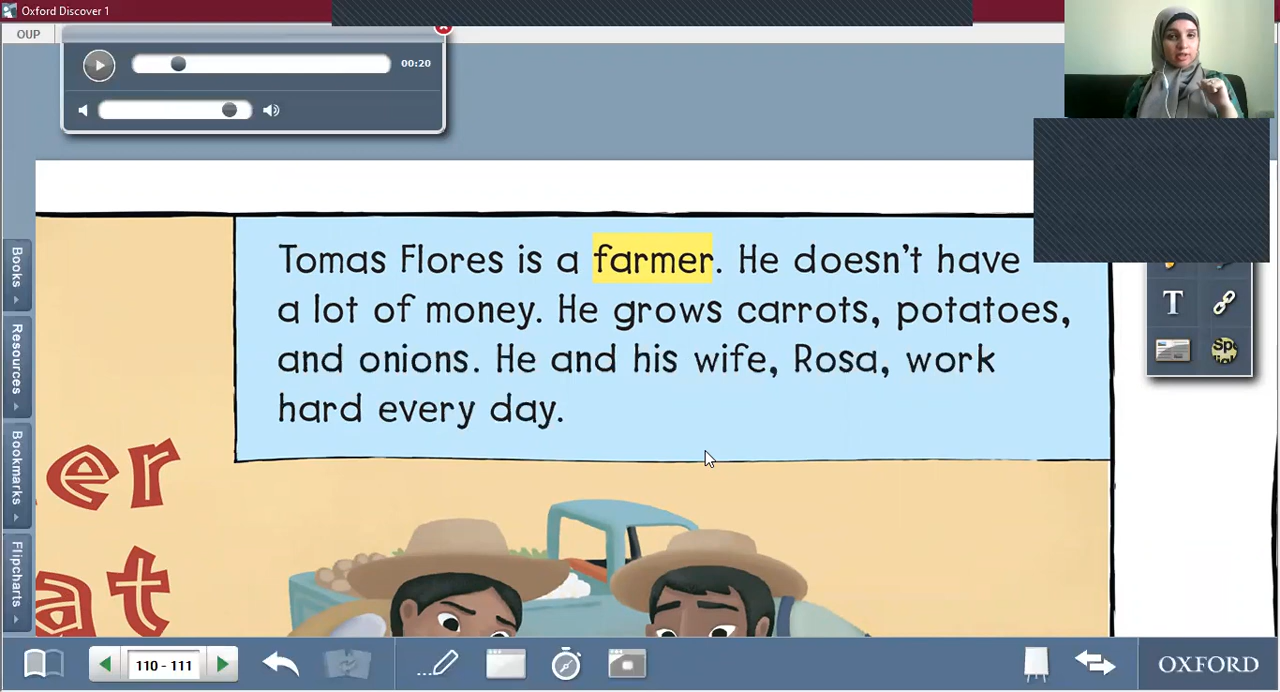 Oxford Discover 1
OUP
00:20
Tomas Flores is a farmer. He doesn't have
a lot of money. He grows carrots, potatoes,
and onions. He and his wife, Rosa, work
hard every day.
er
at
Books
Resources
Bookmarks
Flipcharts
T
110 - 111
OXFORD